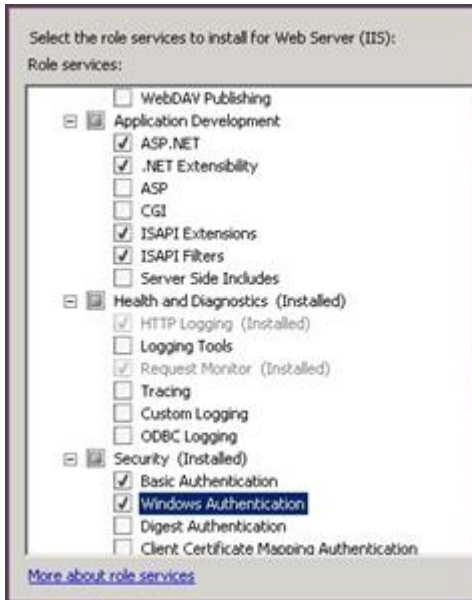 Select the role services to install for Web Server (IIS):
Role services:
WebDAV Publishing
Application Development
ASP.NET
.NET Extensibility
ASP
CGI
ISAPI Extensions
ISAPI Filters
Server Side Includes
Health and Diagnostics (Installed)
HTTP Logging (Installed)
Logging Tools
Request Monitor (Installed)
Tracing
Custom Logging
ODBC Logging
Security (Installed)
Basic Authentication
Windows Authentication
Digest Authentication
Client Certificate Mapping Authentication
More about role services